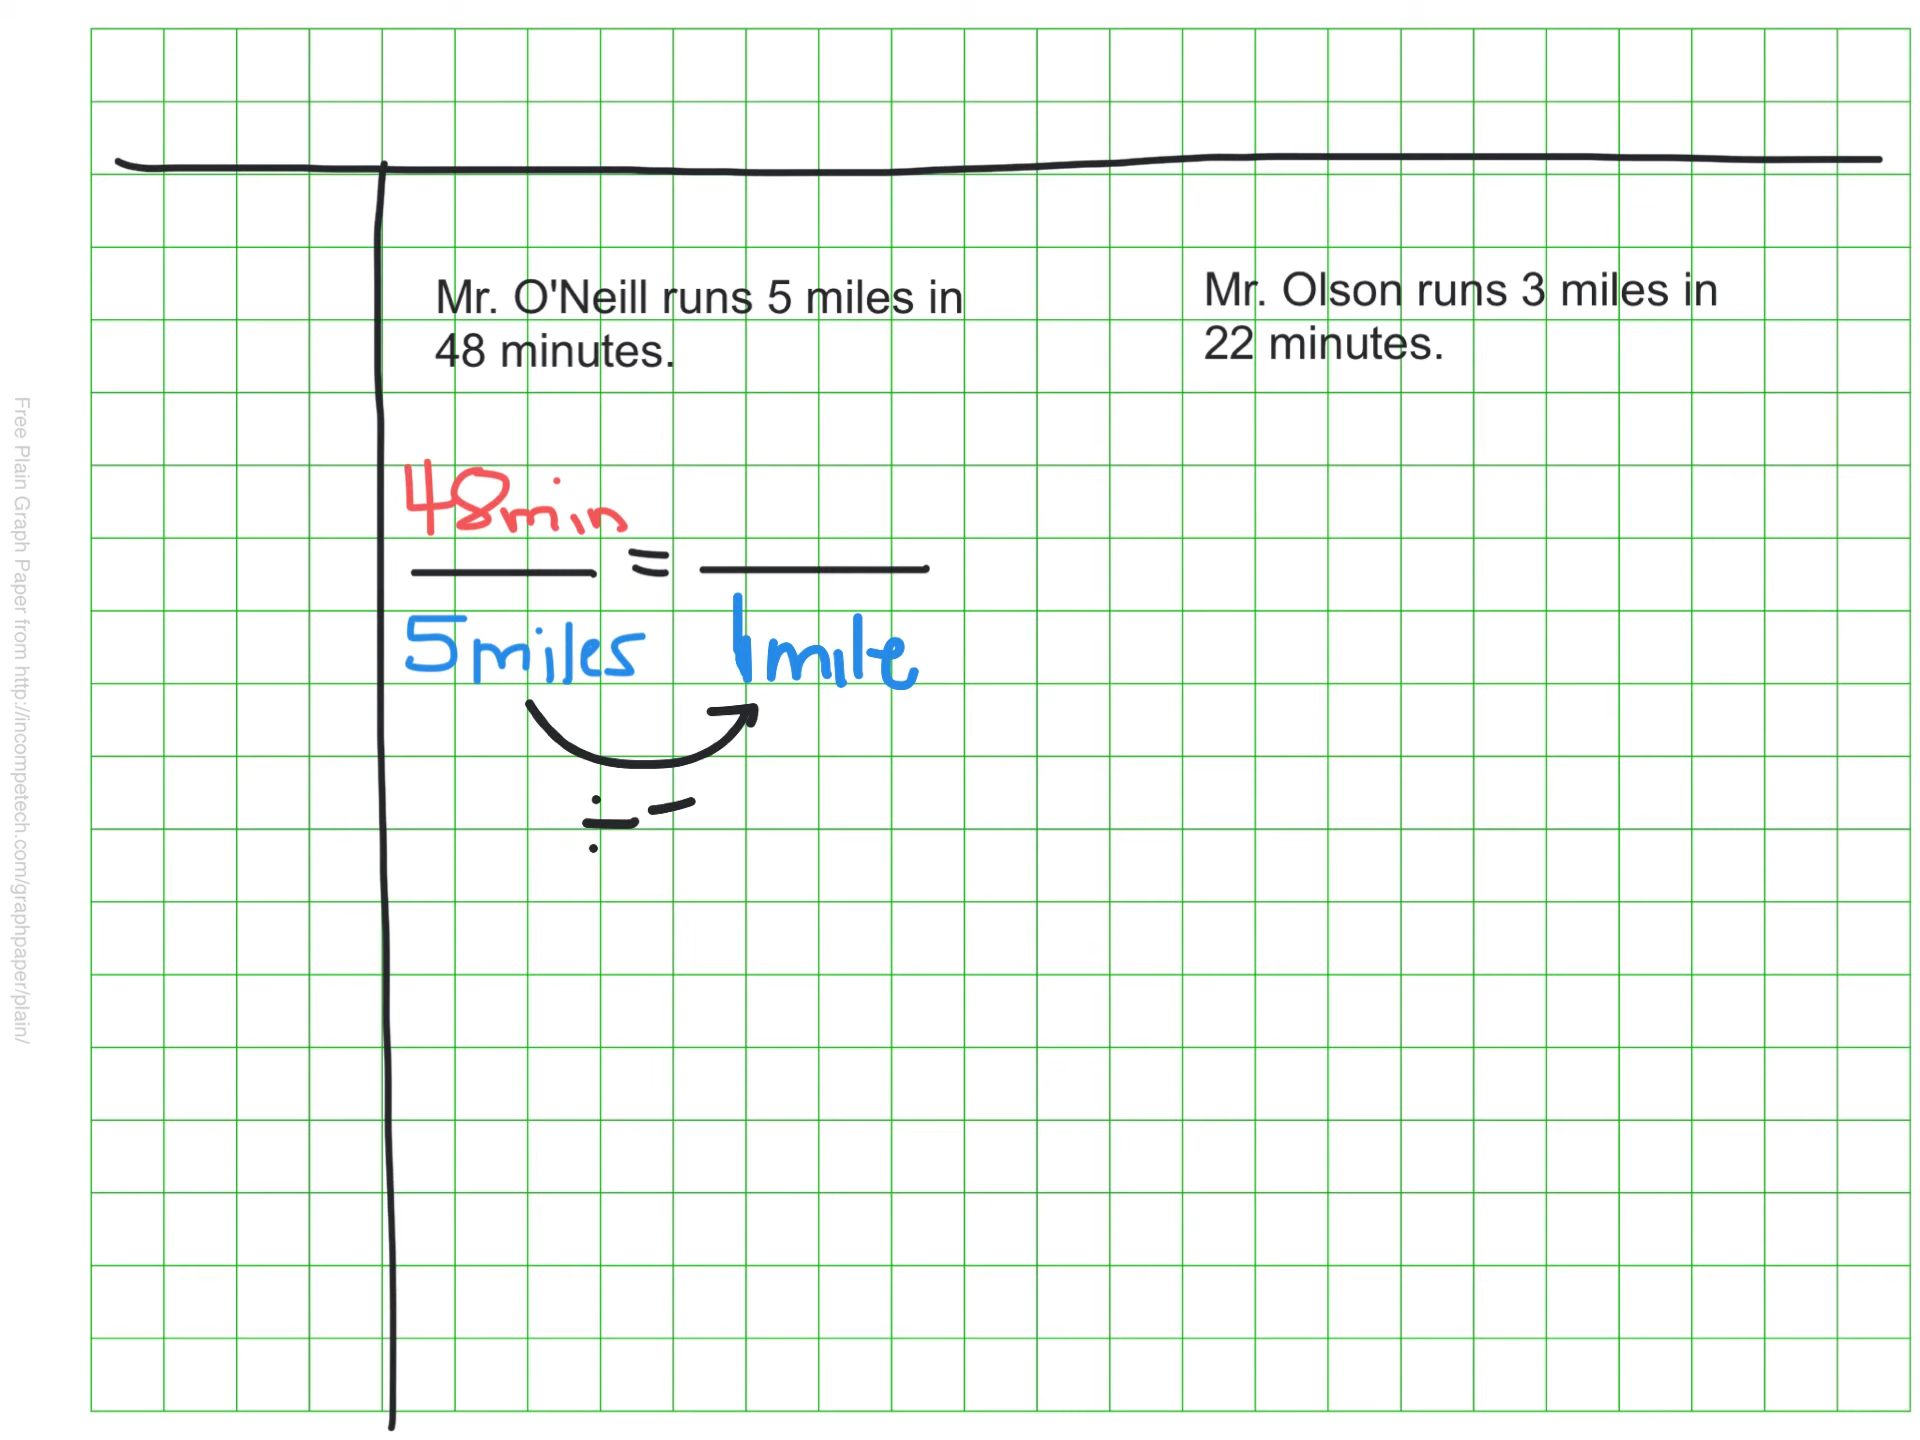 Mr. O'Neill runs 5 miles in
48 minutes.
Mr. Olson runs 3 miles in
22 minutes.
48min
=
5miles 1mile
÷
Free Plain Graph Paper from http://incompetech.com/graphpaper/plain/